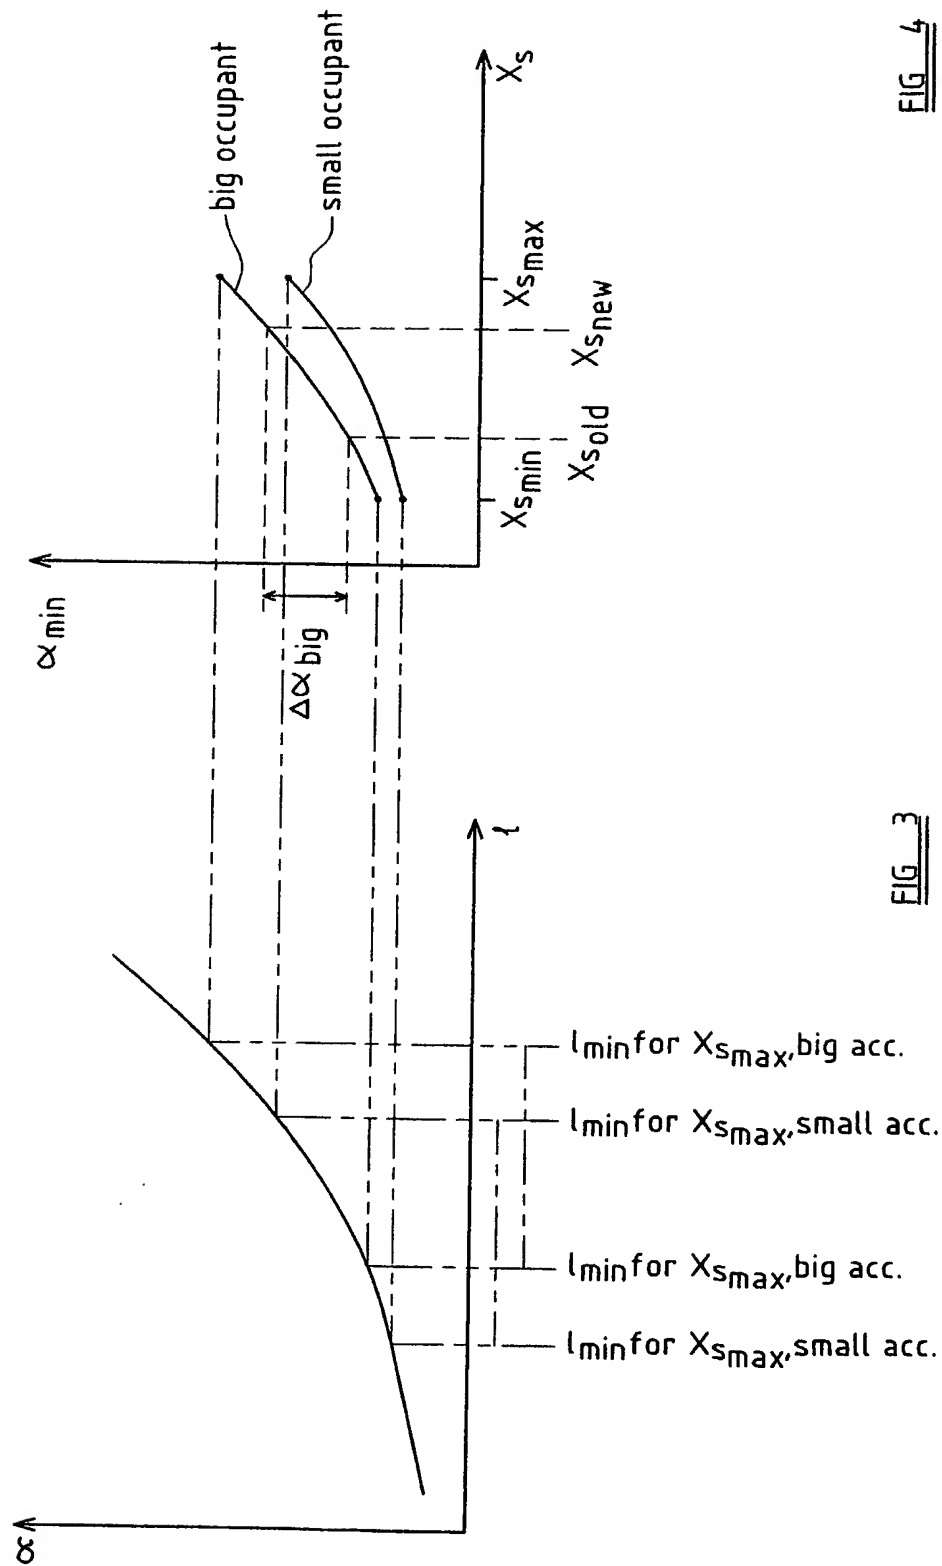 α
l
l min for X s max, big acc.
l min for X s max, small acc.
l min for X s max, big acc.
l min for X s max, small acc.
FIG 3
α min
Δα big
big occupant
small occupant
X s
X s min
X s max
X s old
X s new
FIG 4